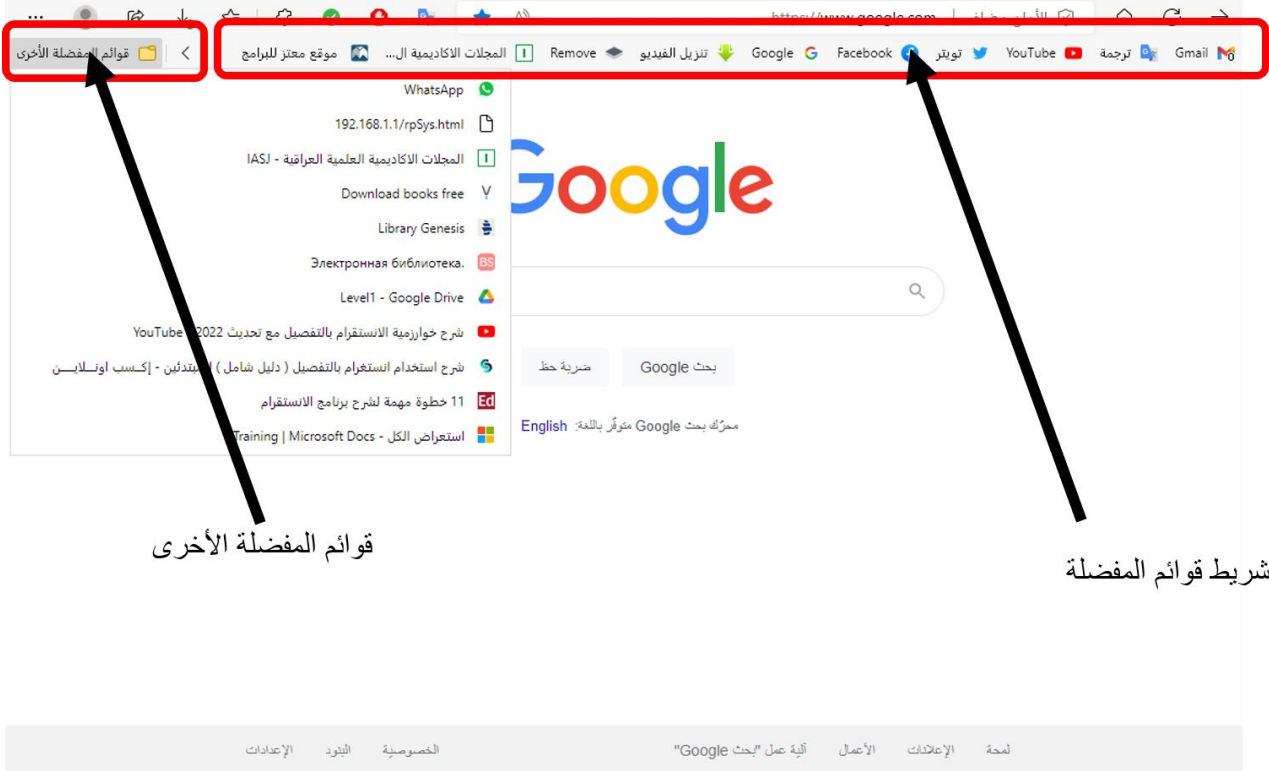 https://www.google.com
Gmail ترجمة YouTube تويتر Facebook Google تنزيل الفيديو Remove المجلات الاكاديمية ال... موقع معتز للبرامج
قوائم المفضلة الأخرى
WhatsApp
192.168.1.1/rpSys.html
المجلات الاكاديمية العلمية العراقية - IASJ
Download books free
Library Genesis
Электронная библиотека.
Level1 - Google Drive
شرح خوارزمية الانستقرام بالتفصيل مع تحديث 2022 - YouTube
شرح استخدام انستغرام بالتفصيل ( دليل شامل ) للمبتدئين - إكـسب اونــلايــــن
11 خطوة مهمة لشرح برنامج الانستقرام
استعراض الكل - Training | Microsoft Docs
Google
بحث Google ضربة حظ
محرّك بحث Google متوفّر باللغة: English
قوائم المفضلة الأخرى
شريط قوائم المفضلة
لمحة الإعلانات الأعمال آلية عمل "بحث Google" الخصوصية البنود الإعدادات